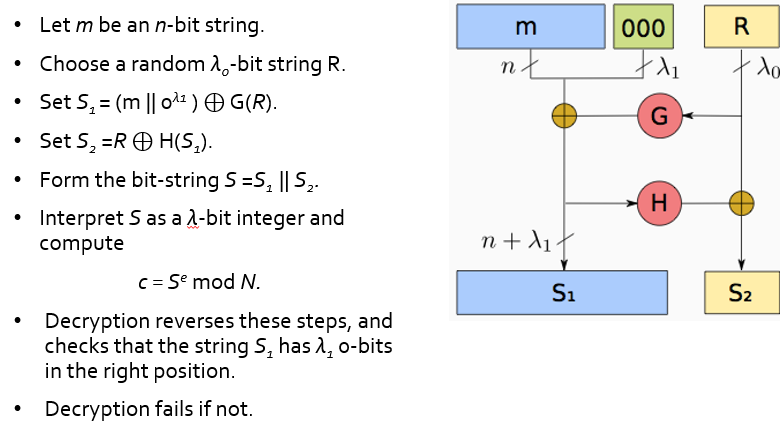 • Let m be an n-bit string.
• Choose a random λ₀-bit string R.
• Set S₁ = (m || 0^λ₁ ) ⊕ G(R).
• Set S₂ =R ⊕ H(S₁).
• Form the bit-string S =S₁ || S₂.
• Interpret S as a λ-bit integer and
compute
c = Sᵉ mod N.
• Decryption reverses these steps, and
checks that the string S₁ has λ₁ 0-bits
in the right position.
• Decryption fails if not.
m 000 R
n λ₁ λ₀
G
H
n + λ₁
S₁ S₂